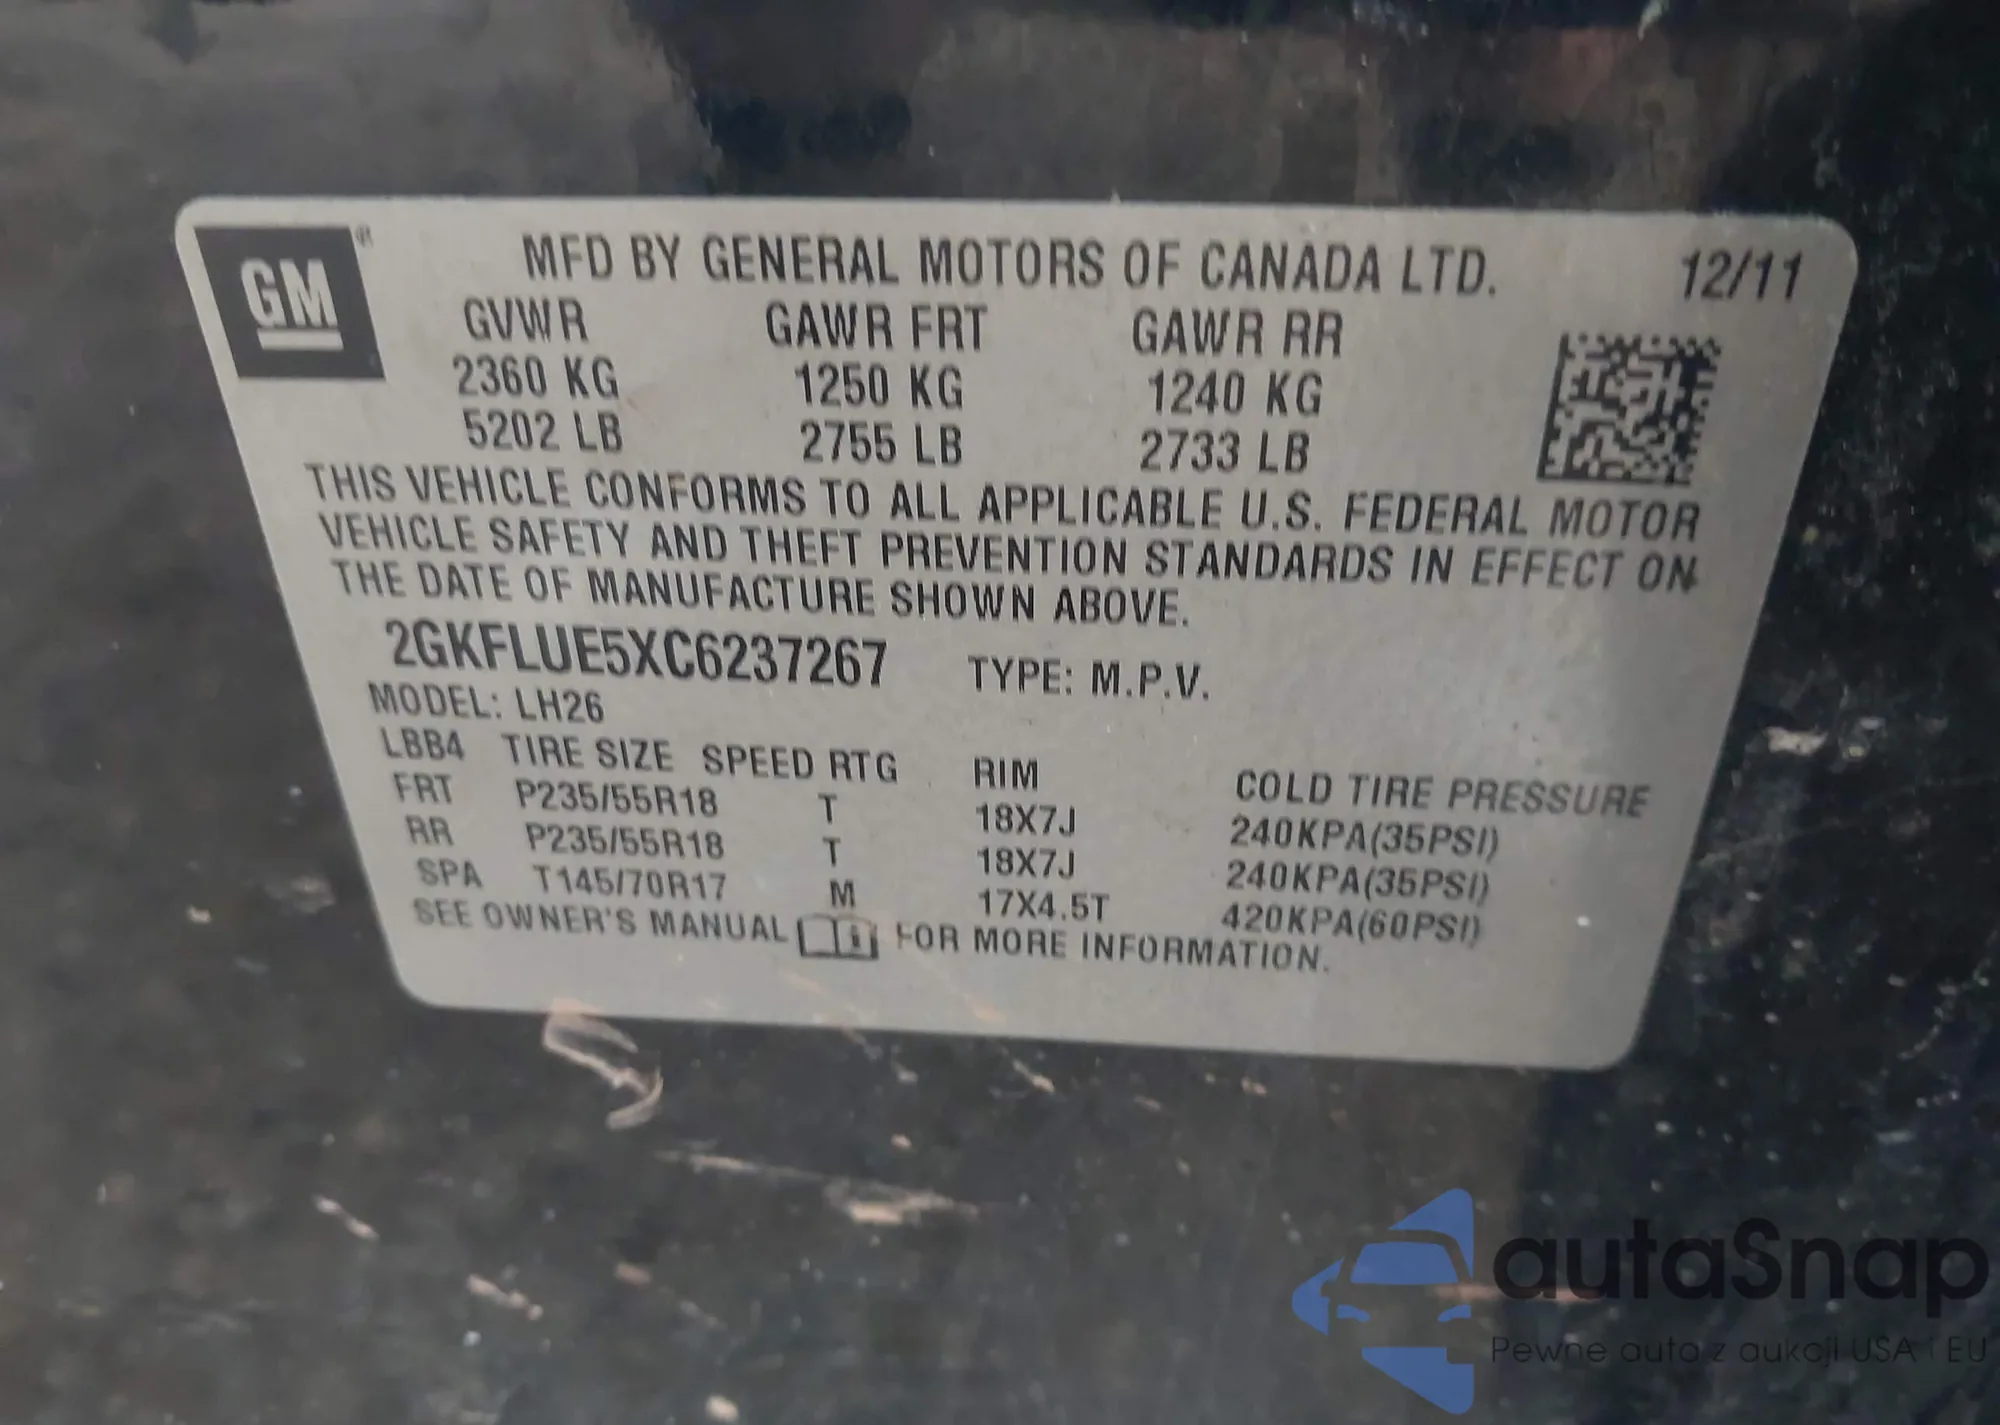 GM ®
MFD BY GENERAL MOTORS OF CANADA LTD. 12/11
GVWR GAWR FRT GAWR RR
2360 KG 1250 KG 1240 KG
5202 LB 2755 LB 2733 LB
THIS VEHICLE CONFORMS TO ALL APPLICABLE U.S. FEDERAL MOTOR
VEHICLE SAFETY AND THEFT PREVENTION STANDARDS IN EFFECT ON
THE DATE OF MANUFACTURE SHOWN ABOVE.
2GKFLUE5XC6237267 TYPE: M.P.V.
MODEL: LH26
LBB4 TIRE SIZE SPEED RTG RIM COLD TIRE PRESSURE
FRT P235/55R18 T 18X7J 240KPA(35PSI)
RR P235/55R18 T 18X7J 240KPA(35PSI)
SPA T145/70R17 M 17X4.5T 420KPA(60PSI)
SEE OWNER'S MANUAL FOR MORE INFORMATION.
autaSnap
Pewne auta z aukcji USA i EU